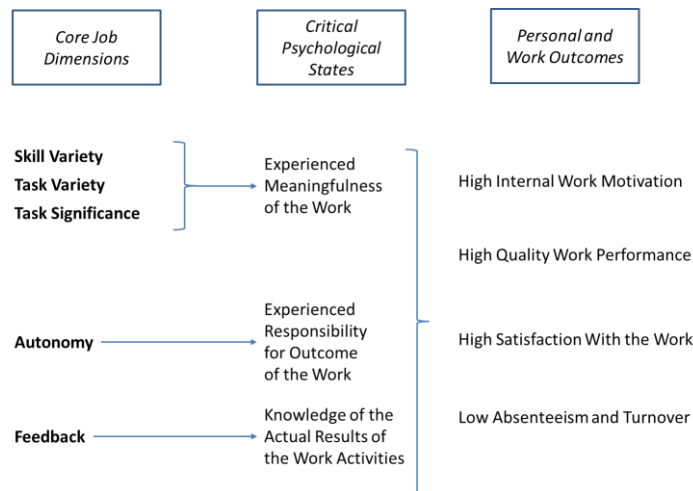 Core Job
Dimensions
Critical
Psychological
States
Personal and
Work Outcomes
Skill Variety
Task Variety
Task Significance
Experienced
Meaningfulness
of the Work
Autonomy
Experienced
Responsibility
for Outcome
of the Work
Feedback
Knowledge of the
Actual Results of
the Work Activities
High Internal Work Motivation
High Quality Work Performance
High Satisfaction With the Work
Low Absenteeism and Turnover